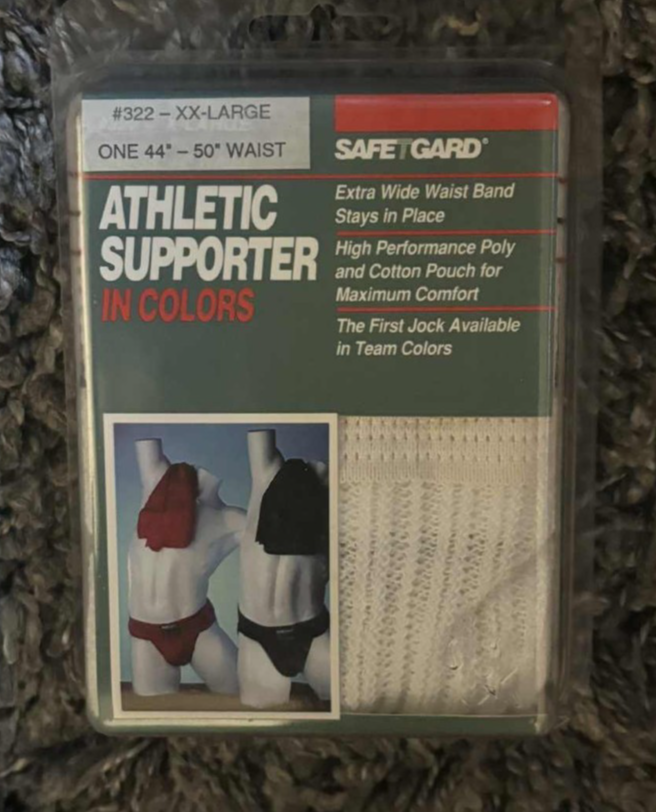 #322 – XX-LARGE
ONE 44" – 50" WAIST
SAFETGARD®
ATHLETIC
SUPPORTER
IN COLORS
Extra Wide Waist Band
Stays in Place
High Performance Poly
and Cotton Pouch for
Maximum Comfort
The First Jock Available
in Team Colors